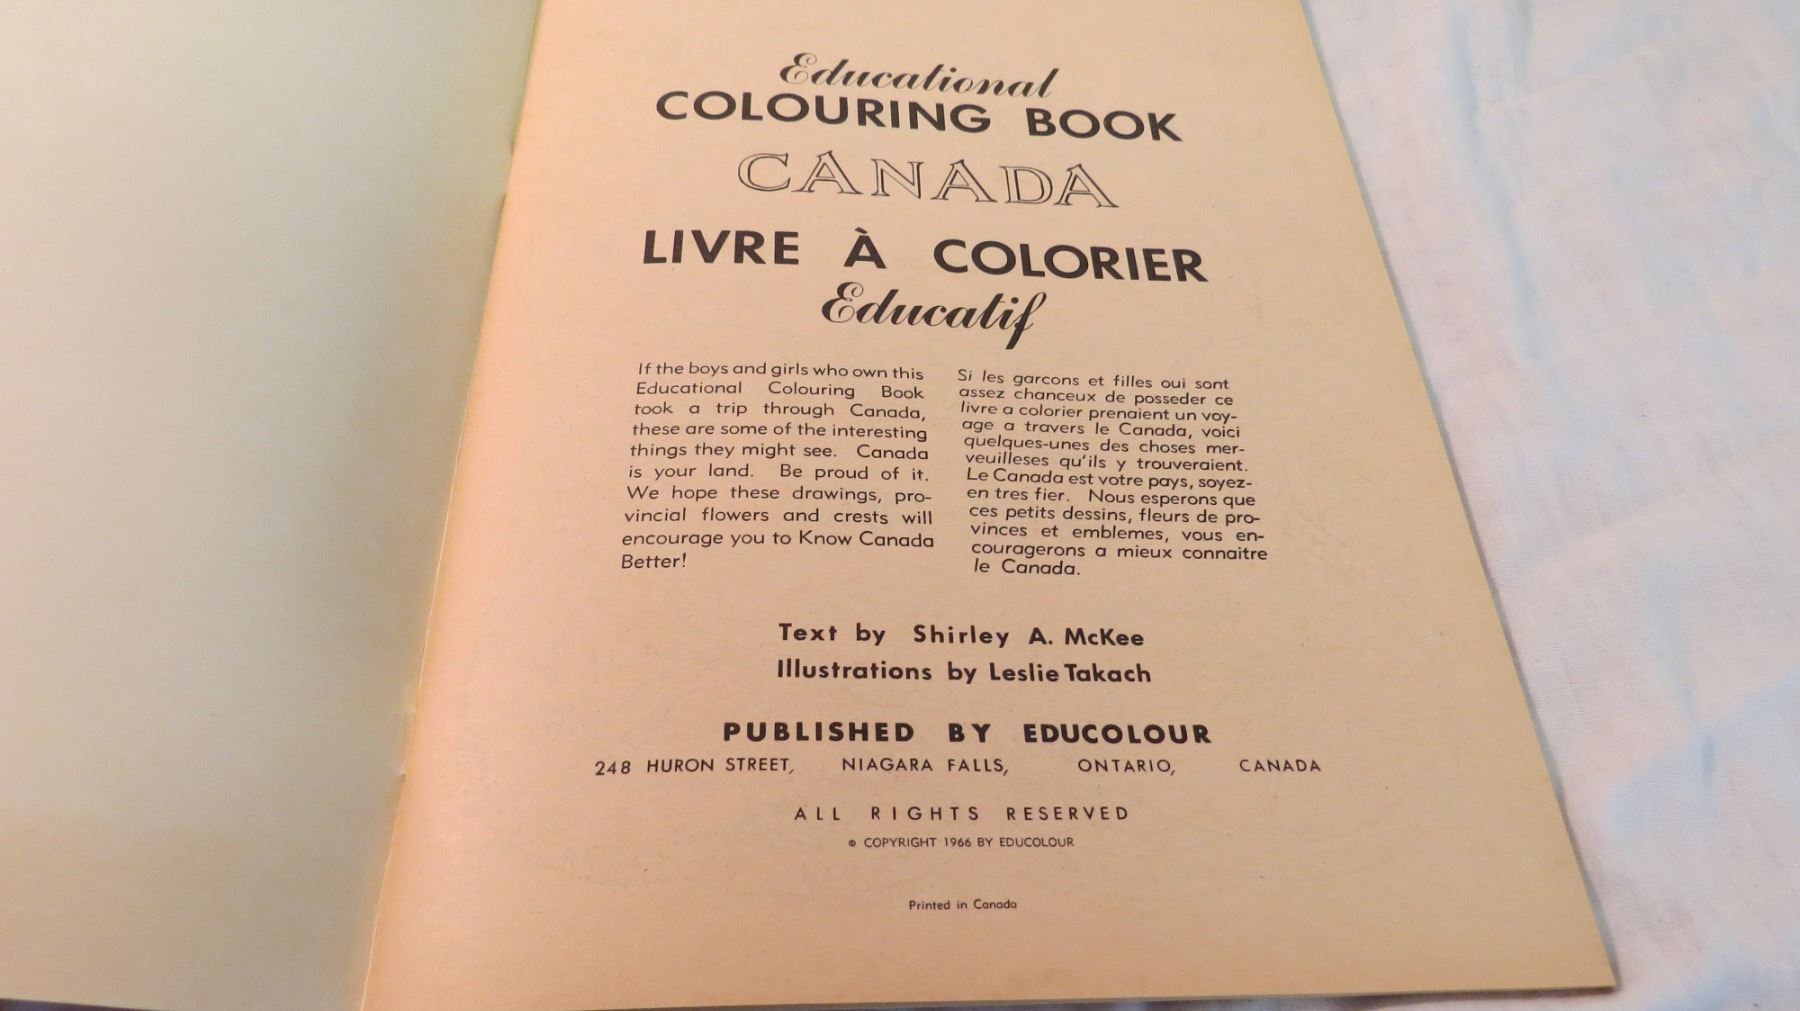 Educational
COLOURING BOOK
CANADA
LIVRE À COLORIER
Educatif
If the boys and girls who own this
Educational Colouring Book
took a trip through Canada,
these are some of the interesting
things they might see. Canada
is your land. Be proud of it.
We hope these drawings, pro-
vincial flowers and crests will
encourage you to Know Canada
Better!
Si les garcons et filles oui sont
assez chanceux de posseder ce
livre a colorier prenaient un voy-
age a travers le Canada, voici
quelques-unes des choses mer-
veuilleses qu'ils y trouveraient.
Le Canada est votre pays, soyez-
en tres fier. Nous esperons que
ces petits dessins, fleurs de pro-
vinces et emblemes, vous en-
couragerons a mieux connaitre
le Canada.
Text by Shirley A. McKee
Illustrations by Leslie Takach
PUBLISHED BY EDUCOLOUR
248 HURON STREET, NIAGARA FALLS, ONTARIO, CANADA
ALL RIGHTS RESERVED
© COPYRIGHT 1966 BY EDUCOLOUR
Printed in Canada